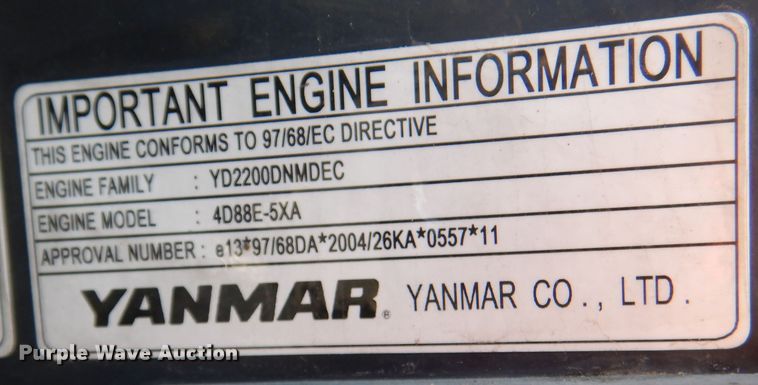 IMPORTANT ENGINE INFORMATION
THIS ENGINE CONFORMS TO 97/68/EC DIRECTIVE
ENGINE FAMILY : YD2200DNMDEC
ENGINE MODEL : 4D88E-5XA
APPROVAL NUMBER : e13*97/68DA*2004/26KA*0557*11
YANMAR® YANMAR CO., LTD.
Purple Wave Auction